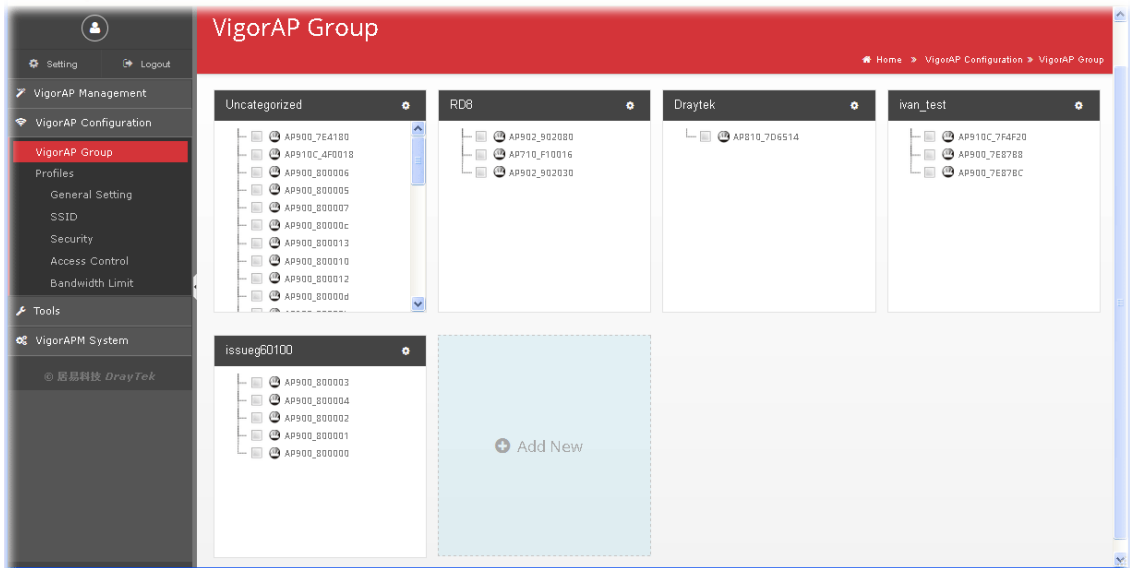 VigorAP Group
Setting
Logout
Home » VigorAP Configuration » VigorAP Group
VigorAP Management
VigorAP Configuration
VigorAP Group
Profiles
General Setting
SSID
Security
Access Control
Bandwidth Limit
Tools
VigorAPM System
© 居易科技 DrayTek
Uncategorized
AP900_7E4180
AP910C_4F0018
AP900_800006
AP900_800005
AP900_800007
AP900_80000c
AP900_800013
AP900_800010
AP900_800012
AP900_80000d
RD8
AP902_902080
AP710_F10016
AP902_902030
Draytek
AP810_7D6514
ivan_test
AP910C_7F4F20
AP900_7E87B8
AP900_7E87BC
issueg60100
AP900_800003
AP900_800004
AP900_800002
AP900_800001
AP900_800000
Add New